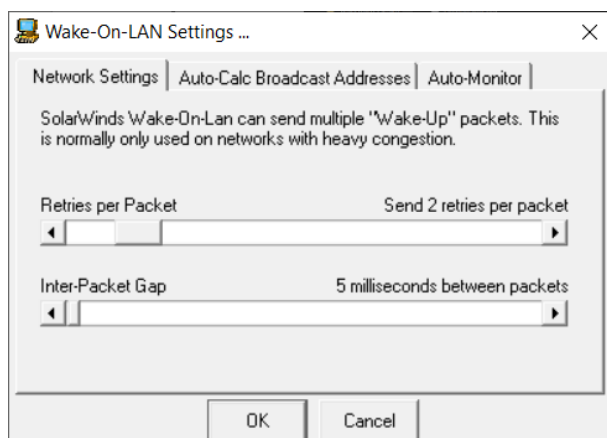 Wake-On-LAN Settings ...
Network Settings Auto-Calc Broadcast Addresses Auto-Monitor
SolarWinds Wake-On-Lan can send multiple "Wake-Up" packets. This
is normally only used on networks with heavy congestion.
Retries per Packet Send 2 retries per packet
Inter-Packet Gap 5 milliseconds between packets
OK Cancel